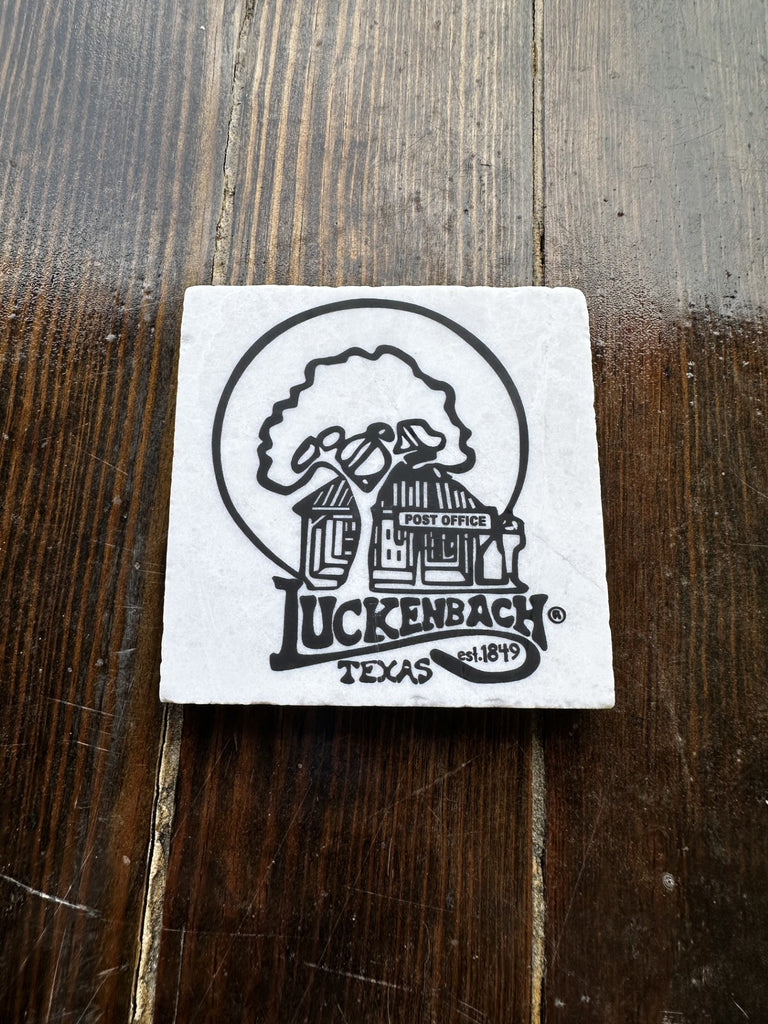 POST OFFICE
LUCKENBACH ®
est.1849
TEXAS